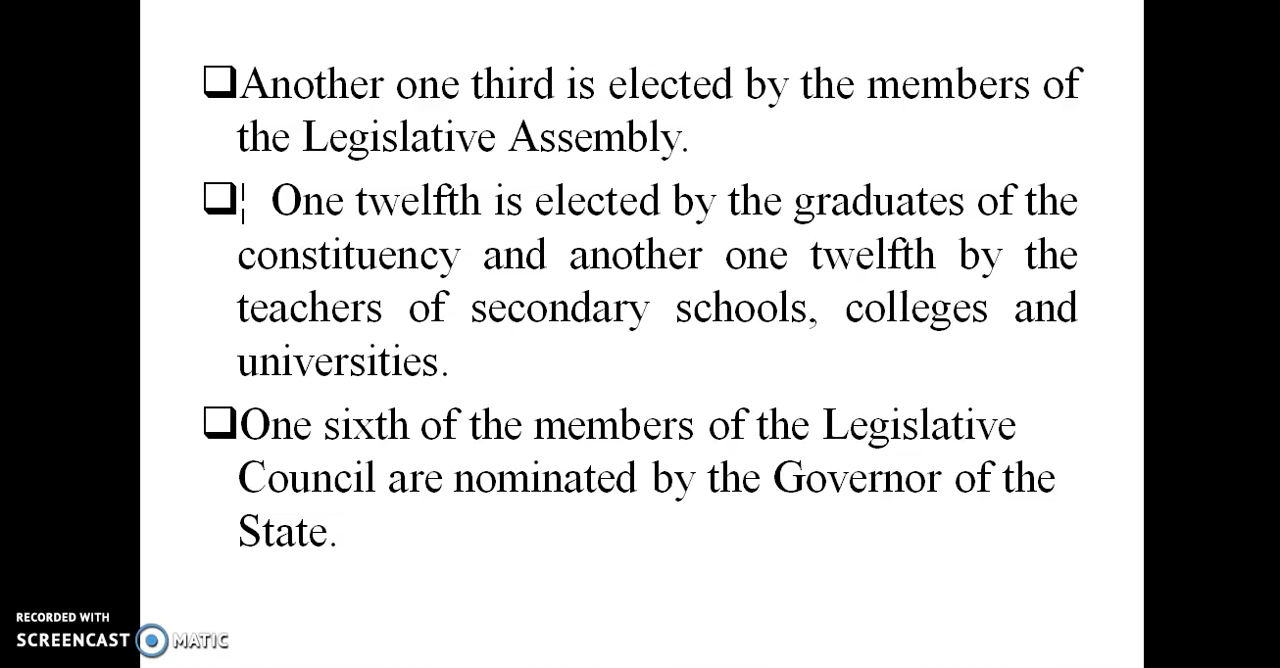 ❑Another one third is elected by the members of
the Legislative Assembly.
❑¦ One twelfth is elected by the graduates of the
constituency and another one twelfth by the
teachers of secondary schools, colleges and
universities.
❑One sixth of the members of the Legislative
Council are nominated by the Governor of the
State.
RECORDED WITH
SCREENCAST MATIC